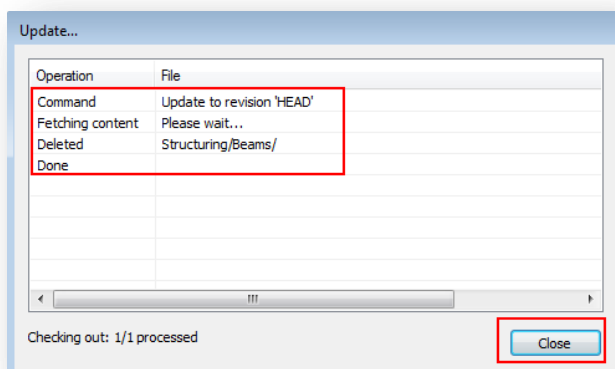 Update...
Operation File
Command Update to revision 'HEAD'
Fetching content Please wait...
Deleted Structuring/Beams/
Done
Checking out: 1/1 processed
Close